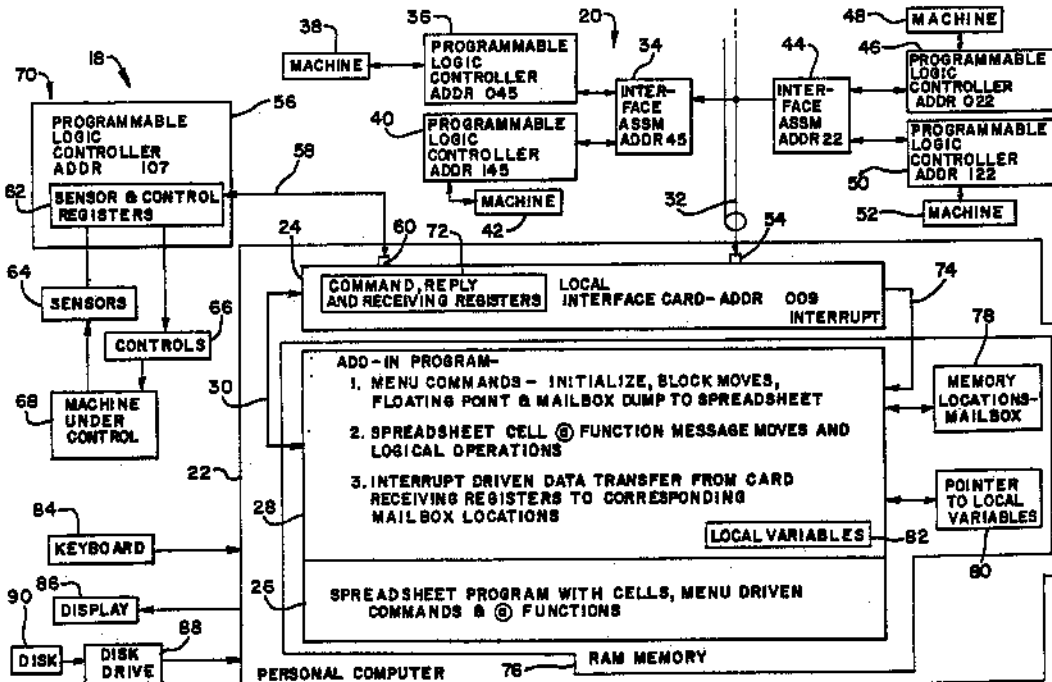 48
MACHINE
38
36
20
34
44
46
MACHINE
PROGRAMMABLE
LOGIC
CONTROLLER
ADDR 045
INTER-
FACE
ASSM
ADDR 45
INTER-
FACE
ASSM
ADDR 22
PROGRAMMABLE
LOGIC
CONTROLLER
ADDR 022
70
18
56
PROGRAMMABLE
LOGIC
CONTROLLER
ADDR 107
40
PROGRAMMABLE
LOGIC
CONTROLLER
ADDR 145
PROGRAMMABLE
LOGIC
CONTROLLER
ADDR 122
50
62
SENSOR & CONTROL
REGISTERS
58
MACHINE
42
32
52
MACHINE
24
72
60
54
COMMAND, REPLY
AND RECEIVING REGISTERS
LOCAL
INTERFACE CARD-ADDR 009
INTERRUPT
74
64
SENSORS
66
CONTROLS
68
MACHINE
UNDER
CONTROL
30
ADD-IN PROGRAM-
1. MENU COMMANDS - INITIALIZE, BLOCK MOVES,
FLOATING POINT & MAILBOX DUMP TO SPREADSHEET
2. SPREADSHEET CELL @ FUNCTION MESSAGE MOVES AND
LOGICAL OPERATIONS
3. INTERRUPT DRIVEN DATA TRANSFER FROM CARD
RECEIVING REGISTERS TO CORRESPONDING
MAILBOX LOCATIONS
78
MEMORY
LOCATIONS-
MAILBOX
22
28
LOCAL VARIABLES
82
POINTER
TO LOCAL
VARIABLES
80
84
KEYBOARD
86
DISPLAY
26
SPREADSHEET PROGRAM WITH CELLS, MENU DRIVEN
COMMANDS & @ FUNCTIONS
90
DISK
88
DISK
DRIVE
PERSONAL COMPUTER
76
RAM MEMORY